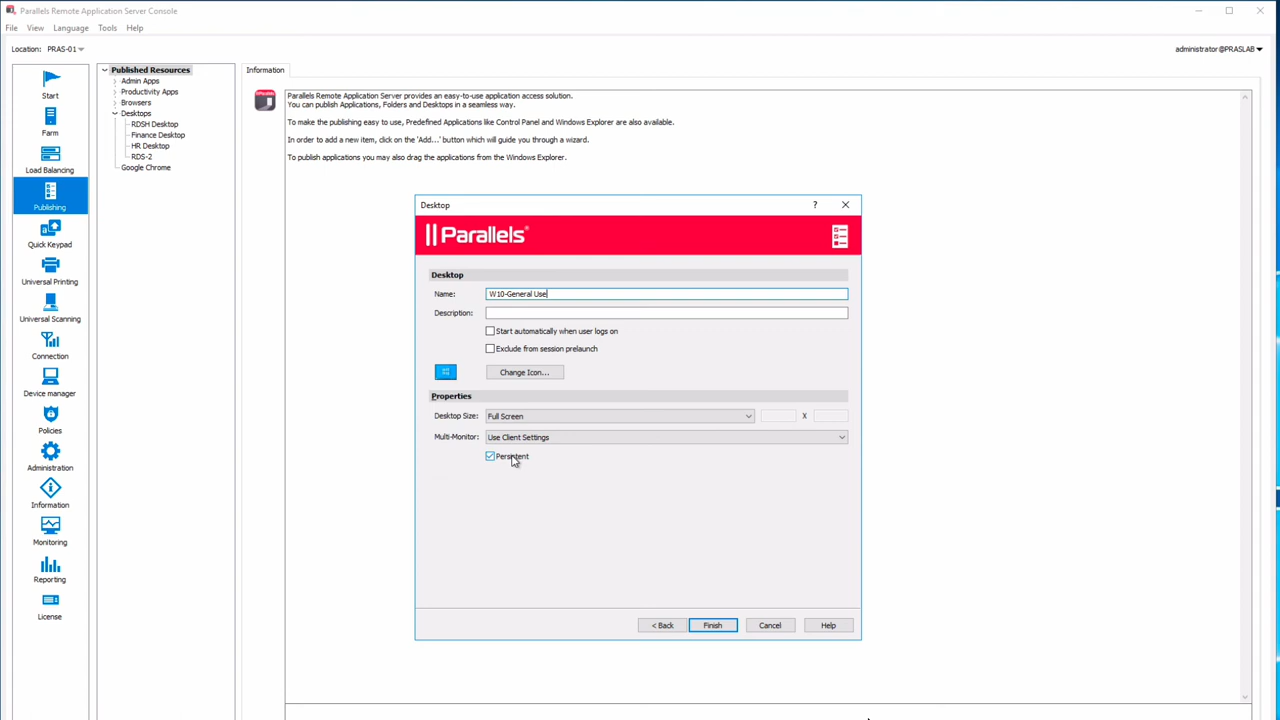 Parallels Remote Application Server Console
File View Language Tools Help
Location: PRAS-01
administrator@PRASLAB
Start
Farm
Load Balancing
Publishing
Quick Keypad
Universal Printing
Universal Scanning
Connection
Device manager
Policies
Administration
Information
Monitoring
Reporting
License
Published Resources
Admin Apps
Productivity Apps
Browsers
Desktops
RDSH Desktop
Finance Desktop
HR Desktop
RDS-2
Google Chrome
Information
Parallels Remote Application Server provides an easy-to-use application access solution.
You can publish Applications, Folders and Desktops in a seamless way.
To make the publishing easy to use, Predefined Applications like Control Panel and Windows Explorer are also available.
In order to add a new item, click on the 'Add...' button which will guide you through a wizard.
To publish applications you may also drag the applications from the Windows Explorer.
Desktop ?
Parallels®
Desktop
Name: W10-General Use
Description:
Start automatically when user logs on
Exclude from session prelaunch
Change Icon...
Properties
Desktop Size: Full Screen X
Multi-Monitor: Use Client Settings
Persistent
< Back Finish Cancel Help